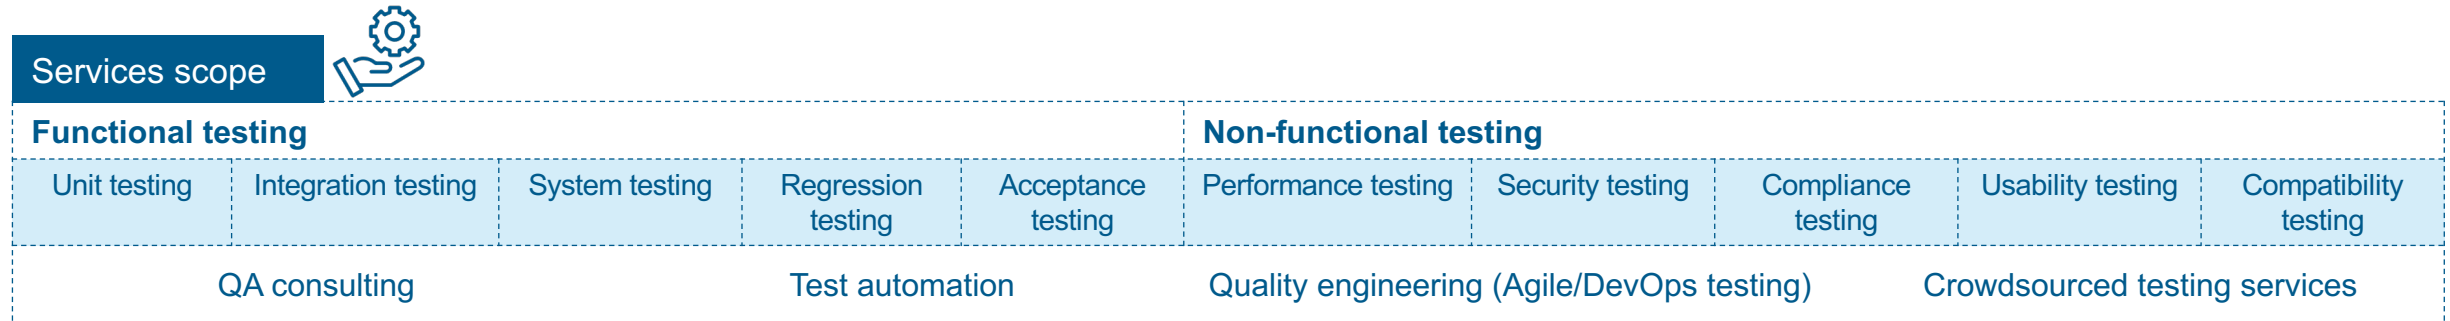 Services scope
Functional testing
Non-functional testing
Unit testing
Integration testing
System testing
Regression
testing
Acceptance
testing
Performance testing
Security testing
Compliance
testing
Usability testing
Compatibility
testing
QA consulting
Test automation
Quality engineering (Agile/DevOps testing)
Crowdsourced testing services